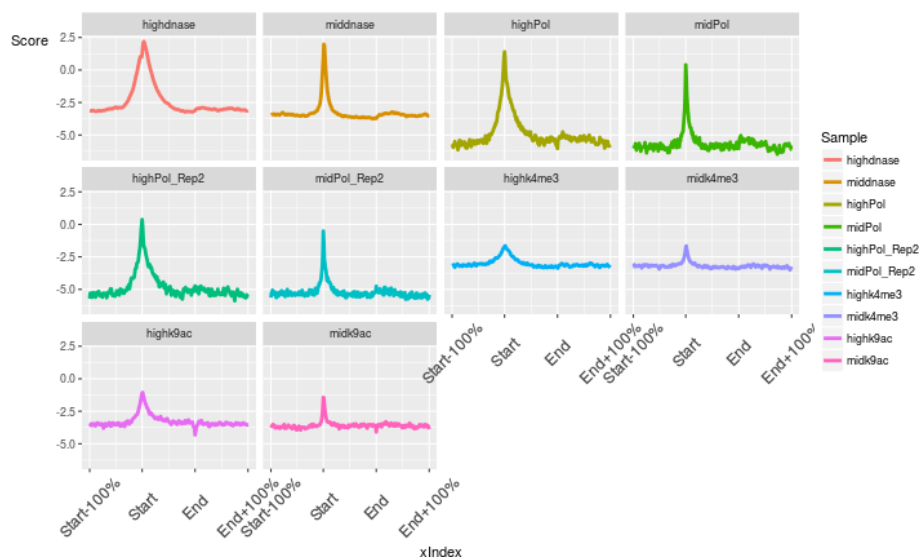 Score
highdnase
middnase
highPol
midPol
2.5
0.0
-2.5
-5.0
highPol_Rep2
midPol_Rep2
highk4me3
midk4me3
2.5
0.0
-2.5
-5.0
highk9ac
midk9ac
2.5
0.0
-2.5
-5.0
Start-100%
Start
End
End+100%
Start-100%
Start
End
End+100%
Start-100%
Start
End
End+100%
Start-100%
Start
End
End+100%
xIndex
Sample
highdnase
middnase
highPol
midPol
highPol_Rep2
midPol_Rep2
highk4me3
midk4me3
highk9ac
midk9ac